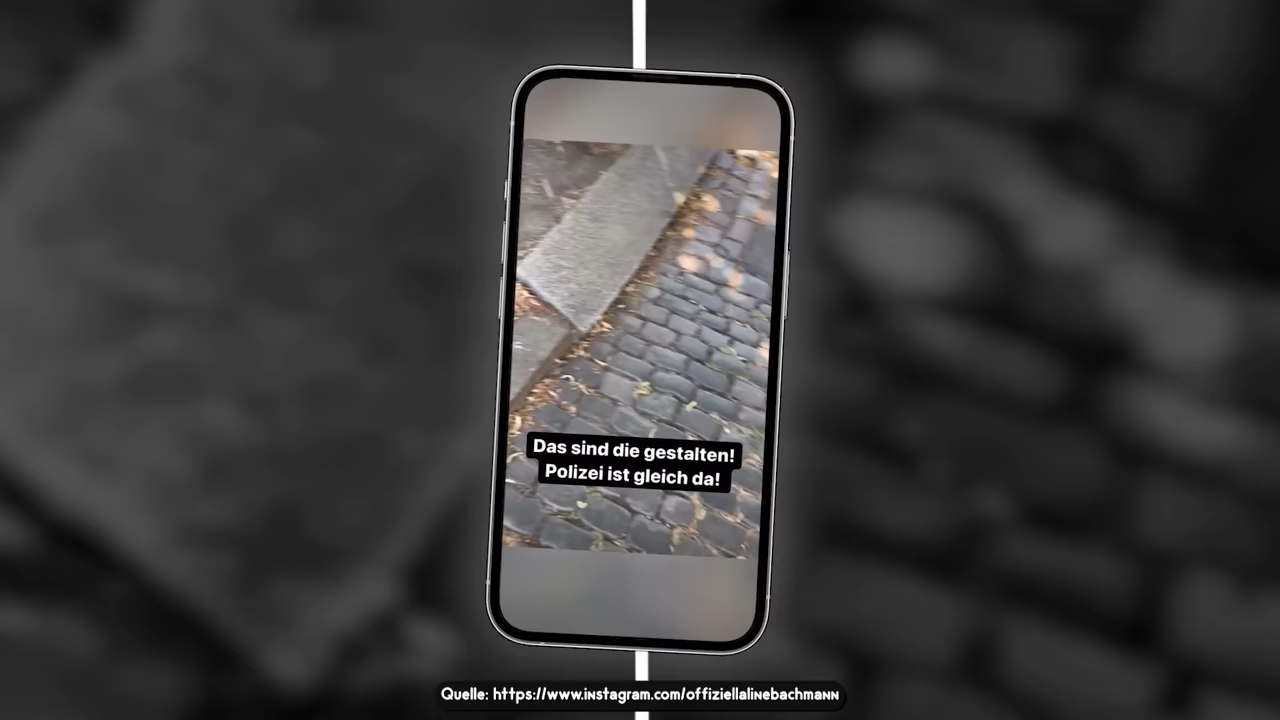 Das sind die gestalten!
Polizei ist gleich da!
Quelle: https://www.instagram.com/offiziellalinebachmann